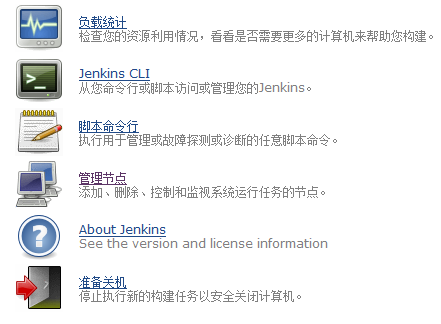 负载统计
检查您的资源利用情况，看看是否需要更多的计算机来帮助您构建。
Jenkins CLI
从您命令行或脚本访问或管理您的Jenkins。
脚本命令行
执行用于管理或故障探测或诊断的任意脚本命令。
管理节点
添加、删除、控制和监视系统运行任务的节点。
About Jenkins
See the version and license information
准备关机
停止执行新的构建任务以安全关闭计算机。